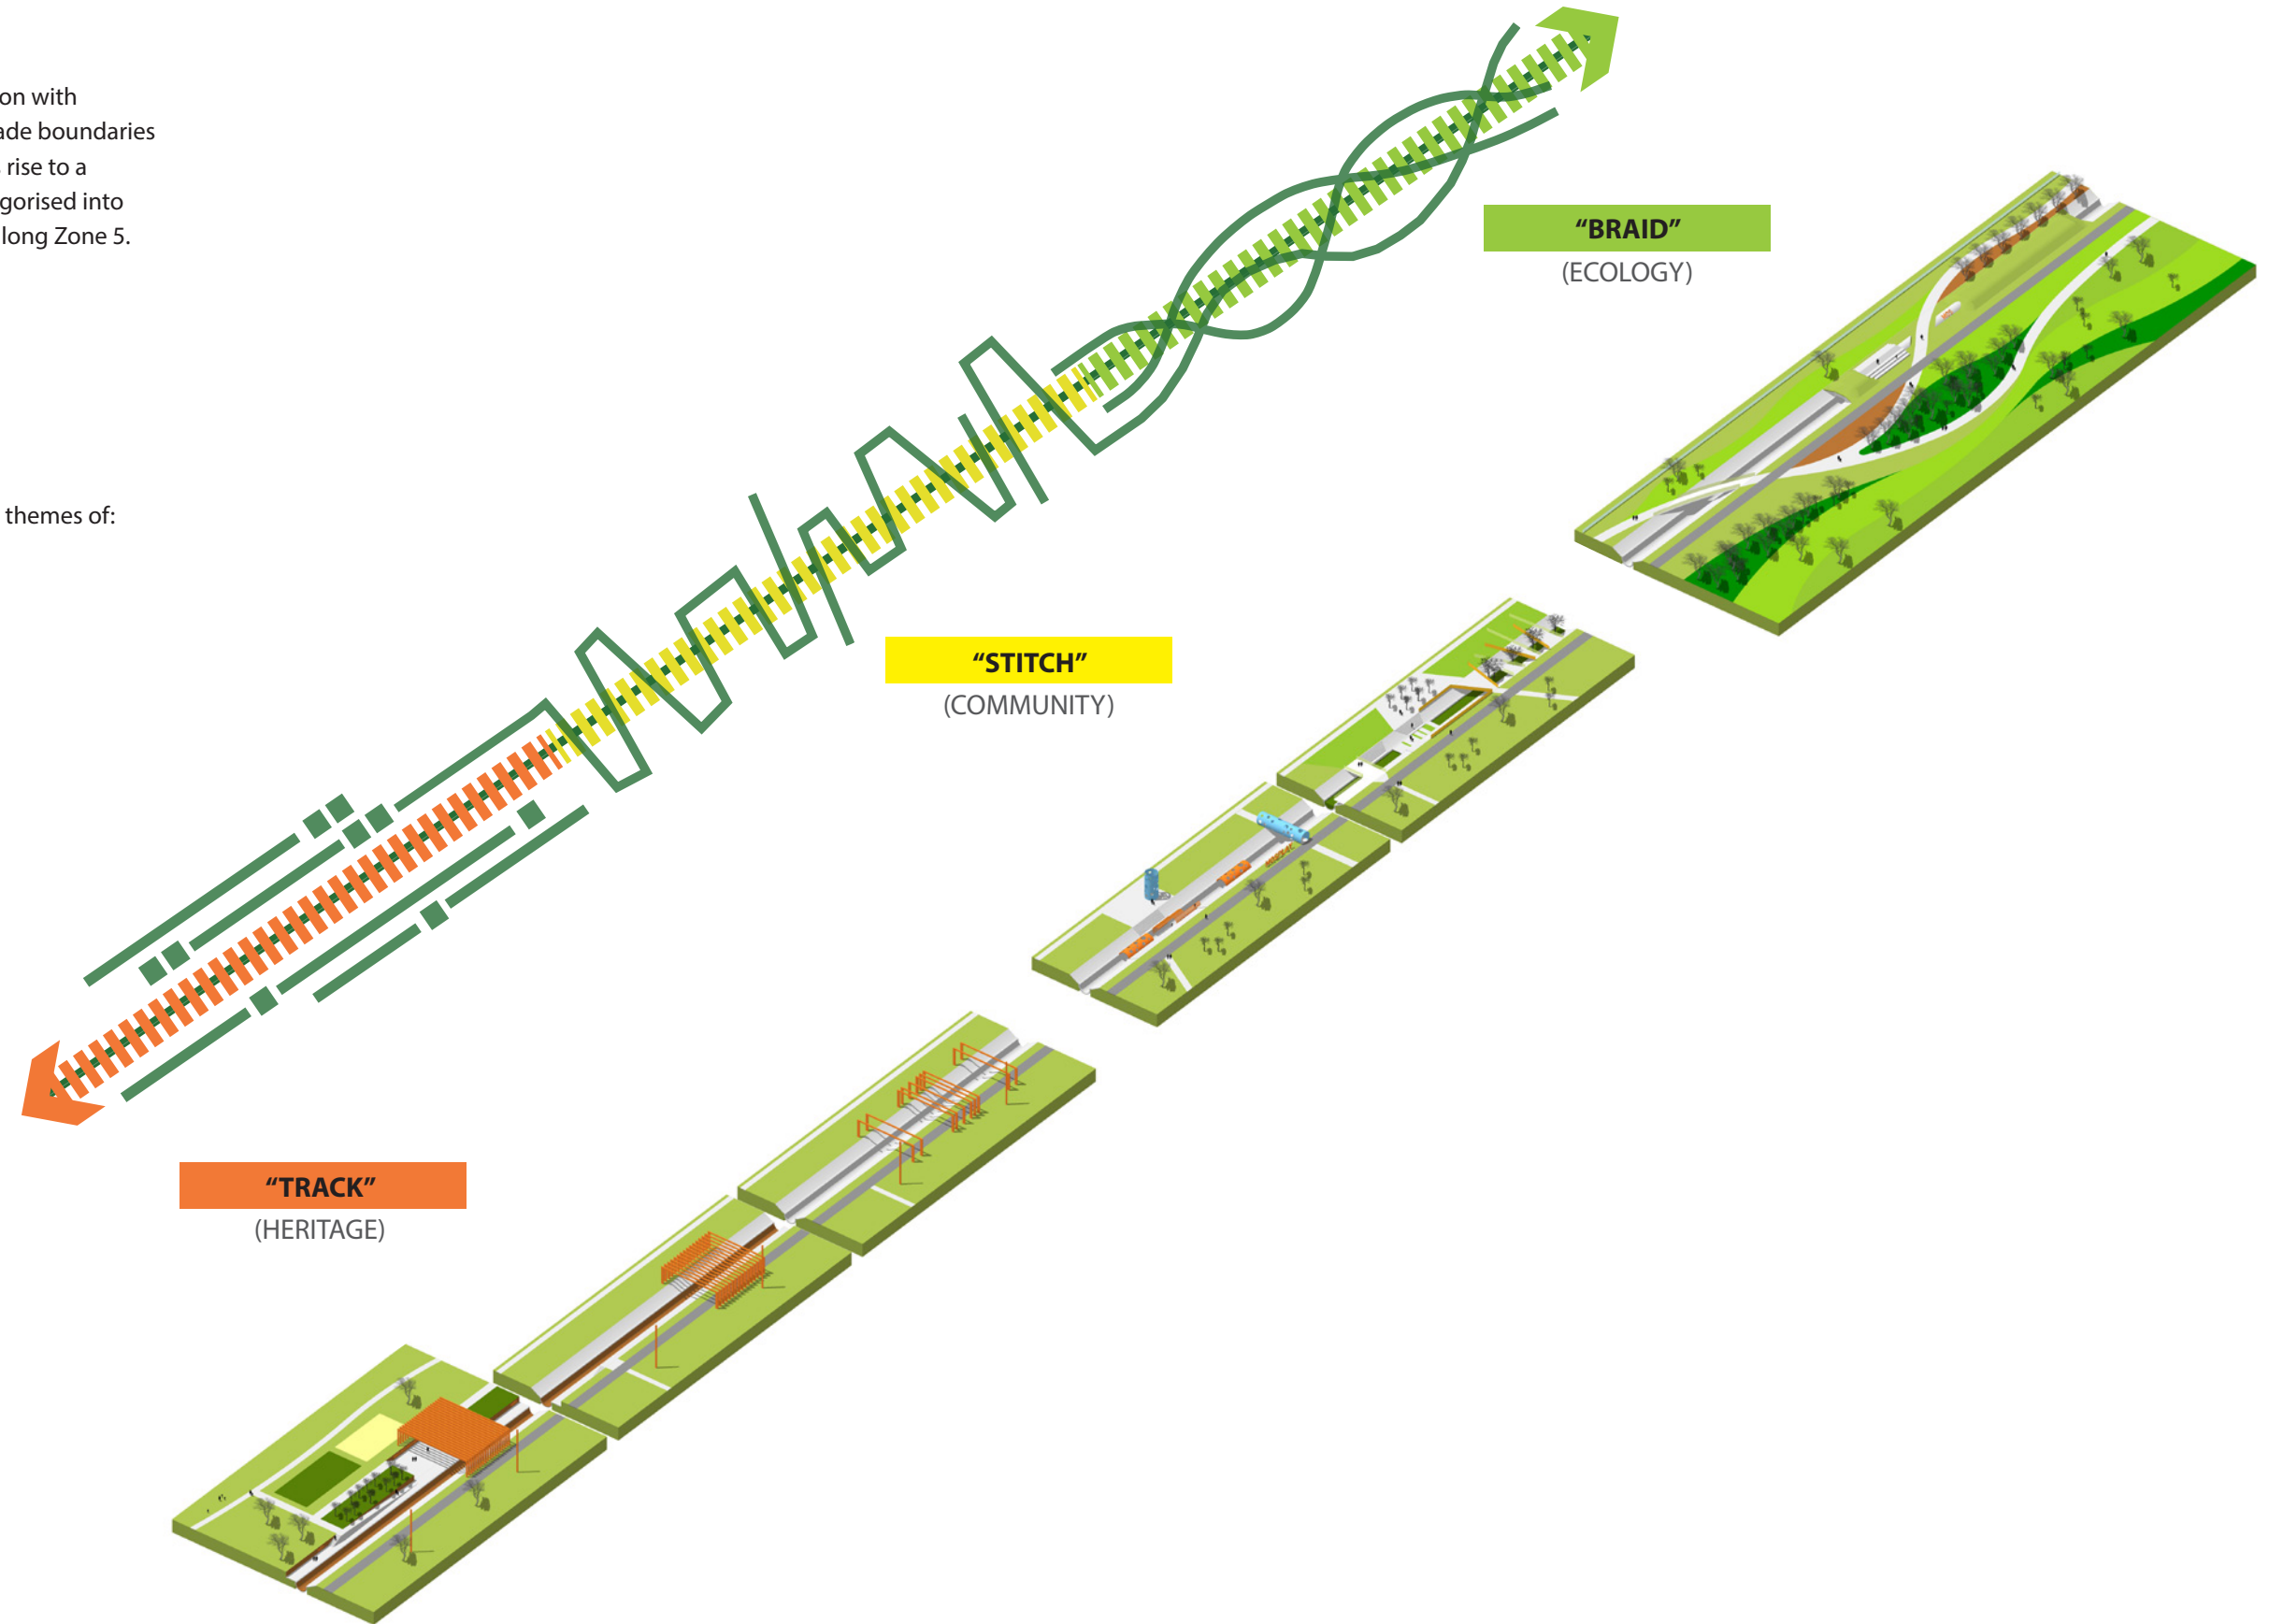 on with
ade boundaries
rise to a
gorised into
long Zone 5.
themes of:
“BRAID”
(ECOLOGY)
“STITCH”
(COMMUNITY)
“TRACK”
(HERITAGE)